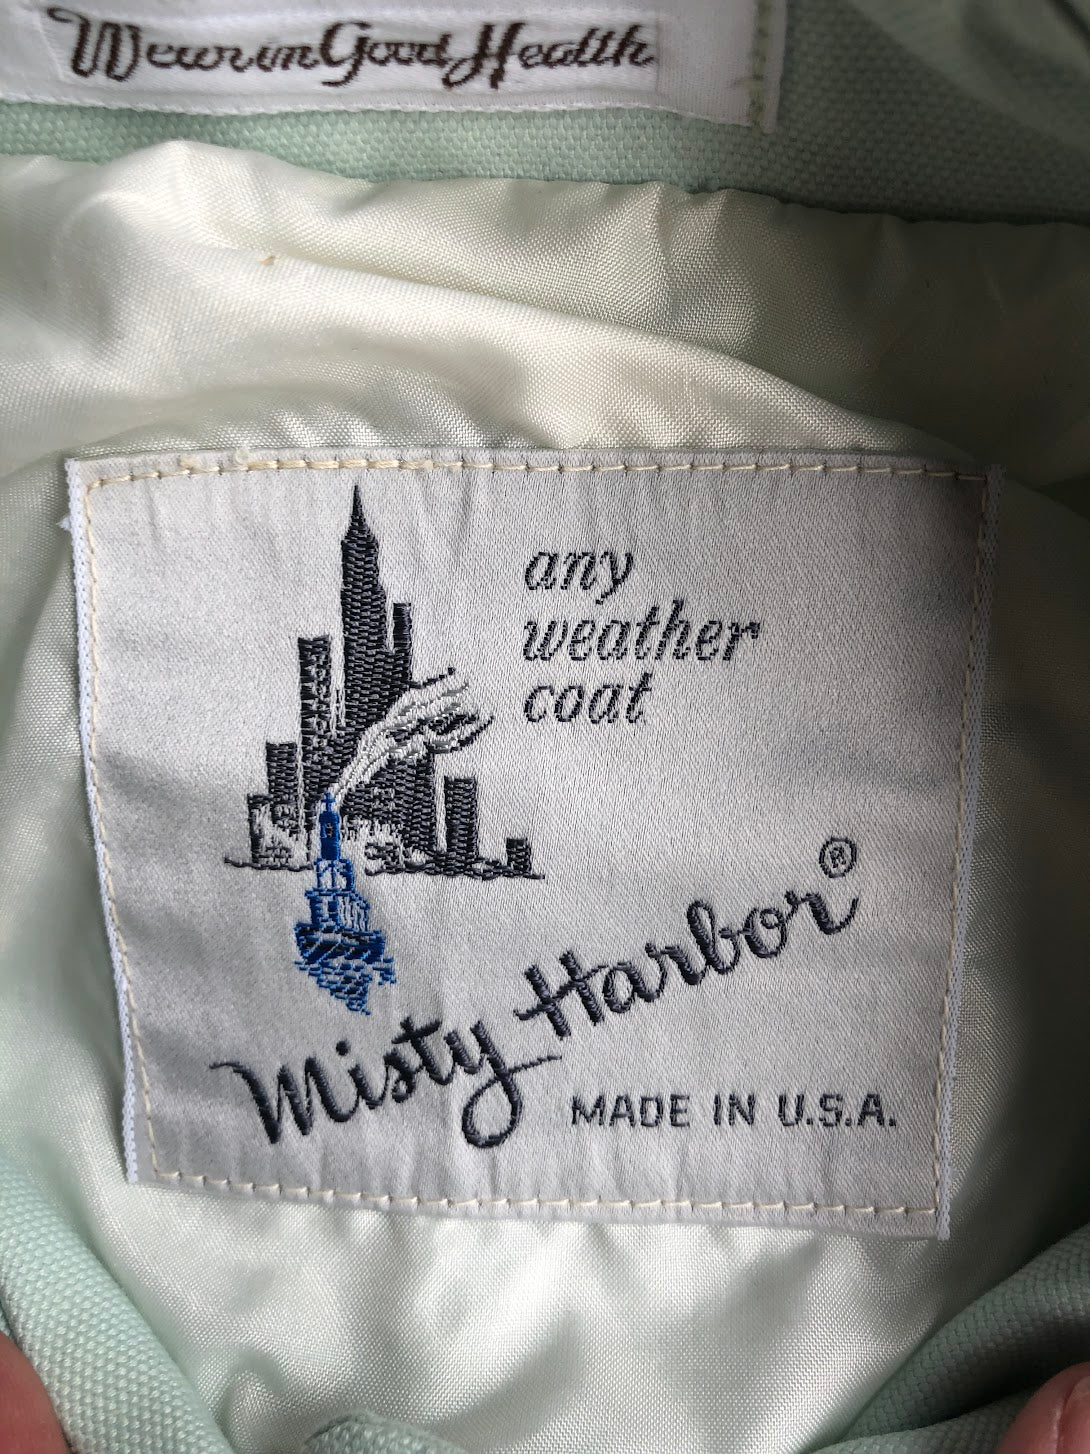 Wear in Good Health
any
weather
coat
Misty Harbor®
MADE IN U.S.A.